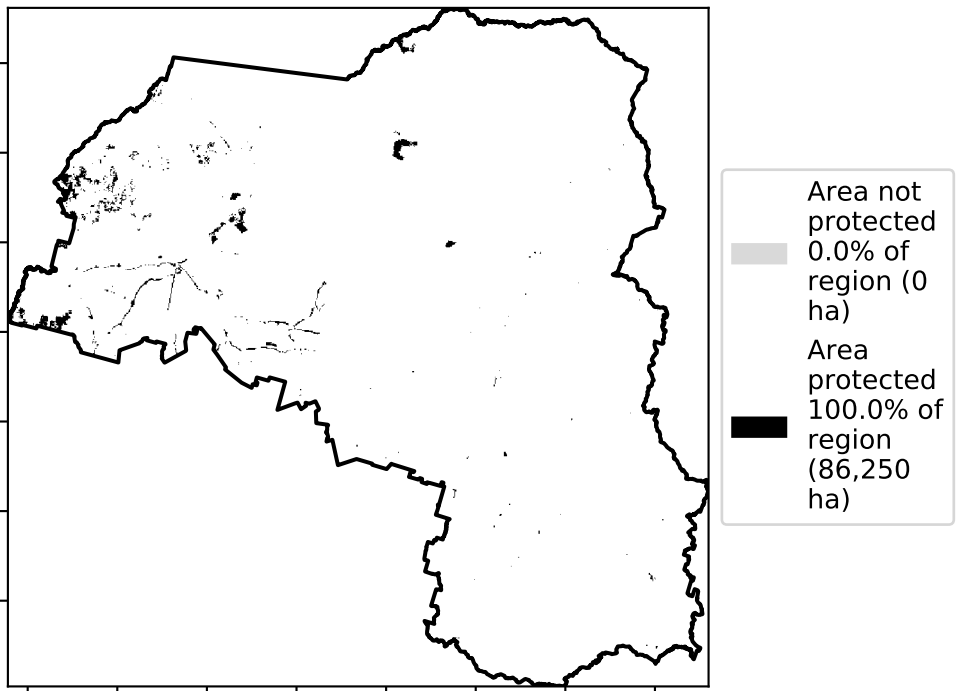 Area not
protected
0.0% of
region (0
ha)
Area
protected
100.0% of
region
(86,250
ha)